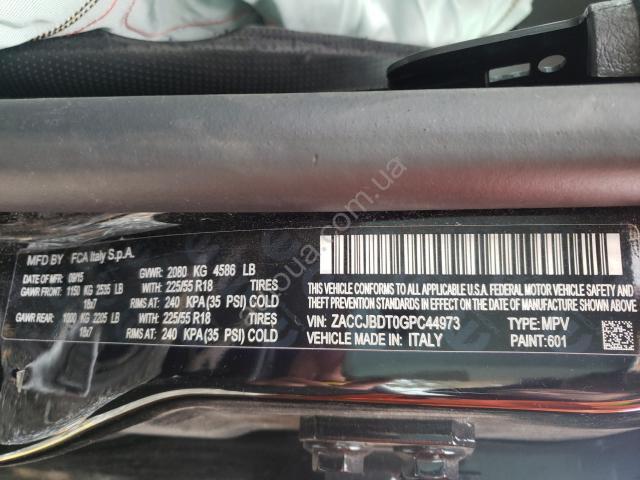 MFD BY FCA Italy S.p.A.
DATE OF MFR 09/15 GVWR: 2080 KG 4586 LB
GAWR FRONT: 1150 KG 2535 LB WITH 225/55 R18 TIRES
18x7 RIMS AT: 240 KPA(35 PSI) COLD
GAWR REAR: 1000 KG 2205 LB WITH 225/55 R18 TIRES
18x7 RIMS AT: 240 KPA(35 PSI) COLD
THIS VEHICLE CONFORMS TO ALL APPLICABLE
FEDERAL MOTOR VEHICLE SAFETY, BUMPER,
AND THEFT PREVENTION STANDARDS IN EFFECT
ON THE DATE OF MANUFACTURE SHOWN ABOVE
VIN: ZACCJBDT0GPC44973 TYPE: MPV
VEHICLE MADE IN: ITALY PAINT:601